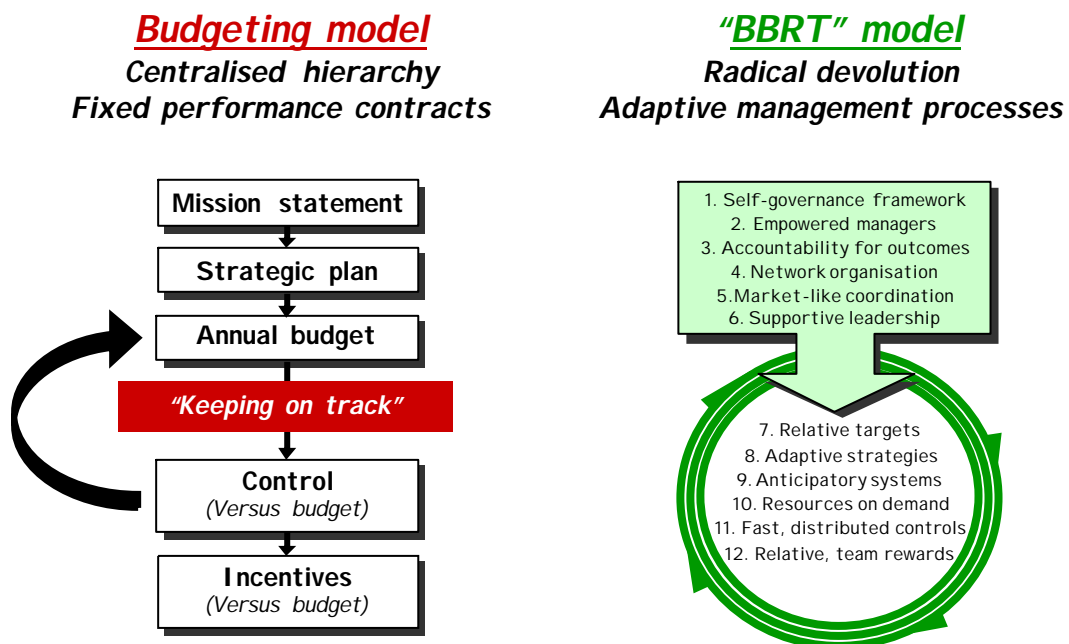 Budgeting model
Centralised hierarchy
Fixed performance contracts
Mission statement
Strategic plan
Annual budget
“Keeping on track”
Control
(Versus budget)
Incentives
(Versus budget)
“BBRT” model
Radical devolution
Adaptive management processes
1. Self-governance framework
2. Empowered managers
3. Accountability for outcomes
4. Network organisation
5.Market-like coordination
6. Supportive leadership
7. Relative targets
8. Adaptive strategies
9. Anticipatory systems
10. Resources on demand
11. Fast, distributed controls
12. Relative, team rewards